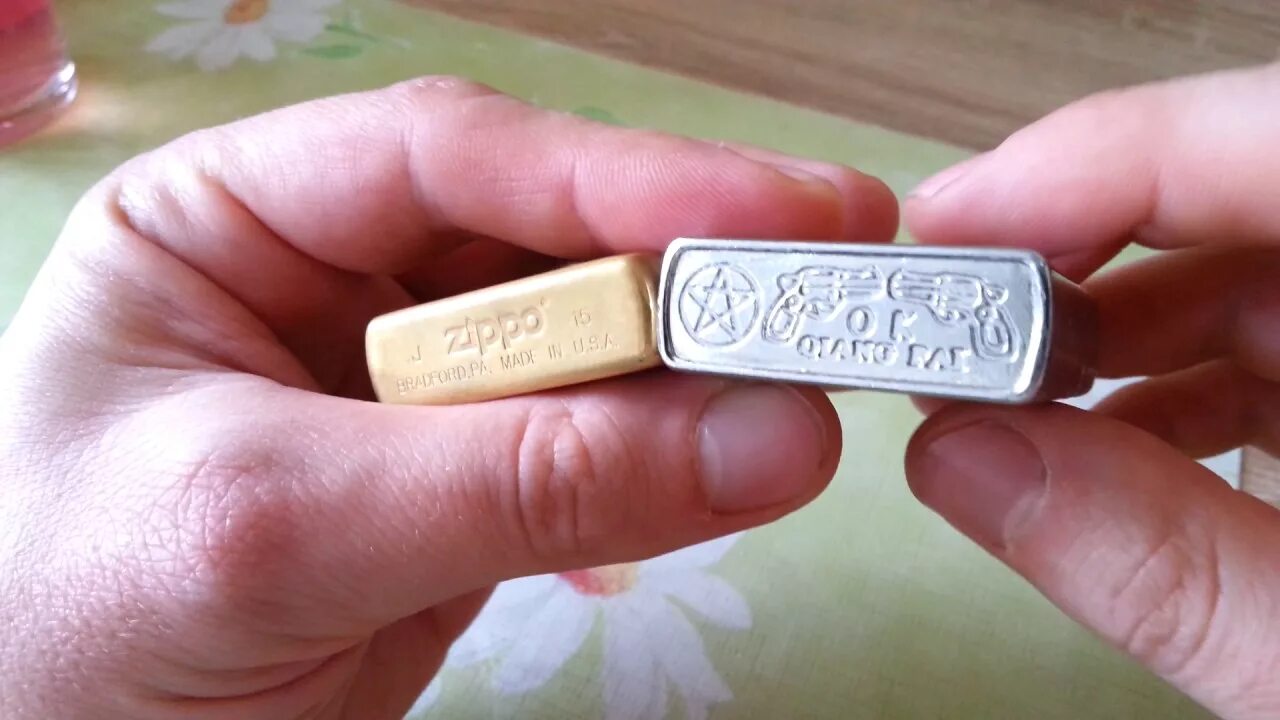 J zippo® 15
BRADFORD, PA. MADE IN U.S.A.
O K
QIANG BAI